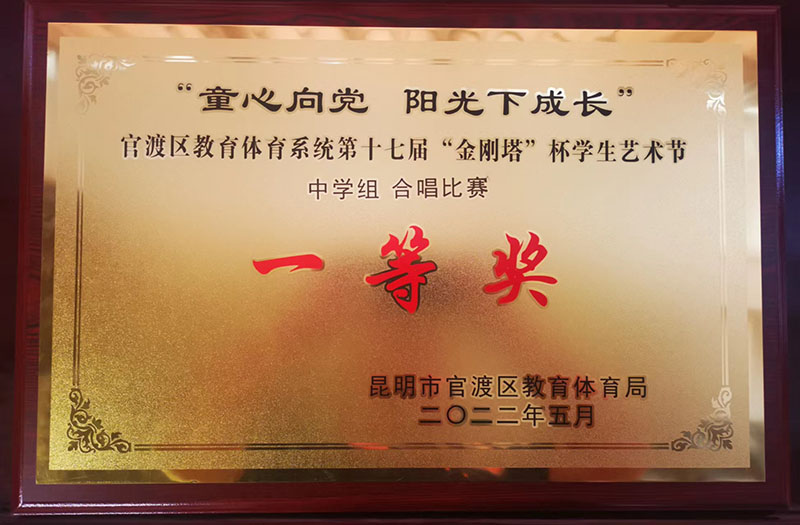 “童心向党 阳光下成长”
官渡区教育体育系统第十七届“金刚塔”杯学生艺术节
中学组 合唱比赛
一等奖
昆明市官渡区教育体育局
二〇二二年五月